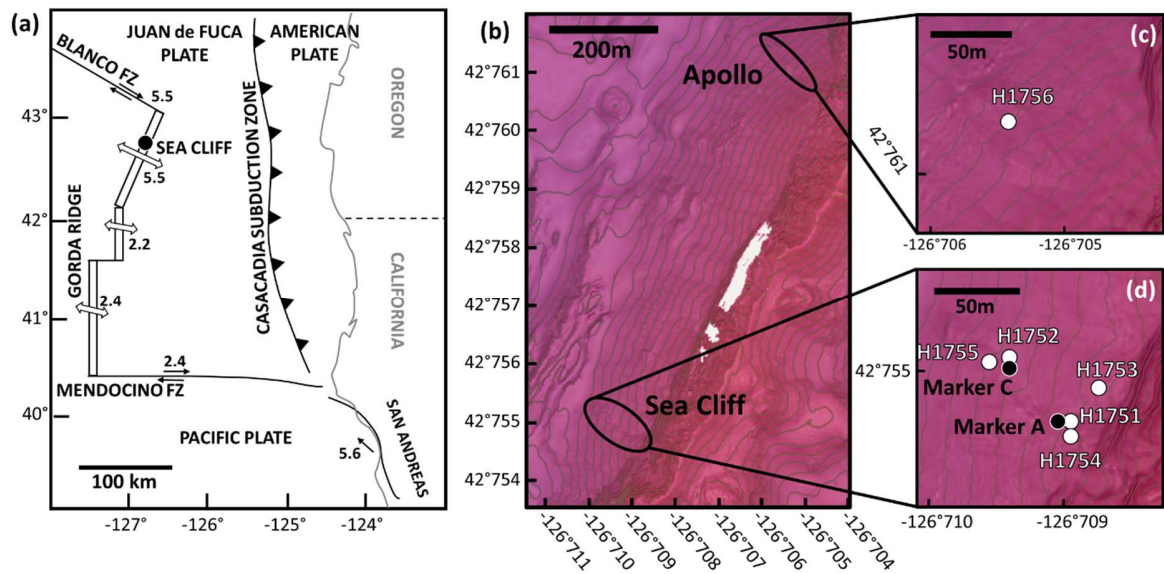 (a)
JUAN de FUCA
PLATE
AMERICAN
PLATE
BLANCO FZ
5.5
43°
SEA CLIFF
5.5
OREGON
42°
2.2
GORDA RIDGE
CASACADIA SUBDUCTION ZONE
CALIFORNIA
2.4
41°
2.4
MENDOCINO FZ
40°
PACIFIC PLATE
SAN ANDREAS
5.6
100 km
-127°
-126°
-125°
-124°
(b)
200m
Apollo
42°761
42°760
42°759
42°758
42°757
42°756
42°755
42°754
Sea Cliff
-126°711
-126°710
-126°709
-126°708
-126°707
-126°706
-126°705
-126°704
(c)
50m
H1756
42°761
-126°706
-126°705
(d)
50m
H1752
H1755
42°755
Marker C
H1753
Marker A
H1751
H1754
-126°710
-126°709